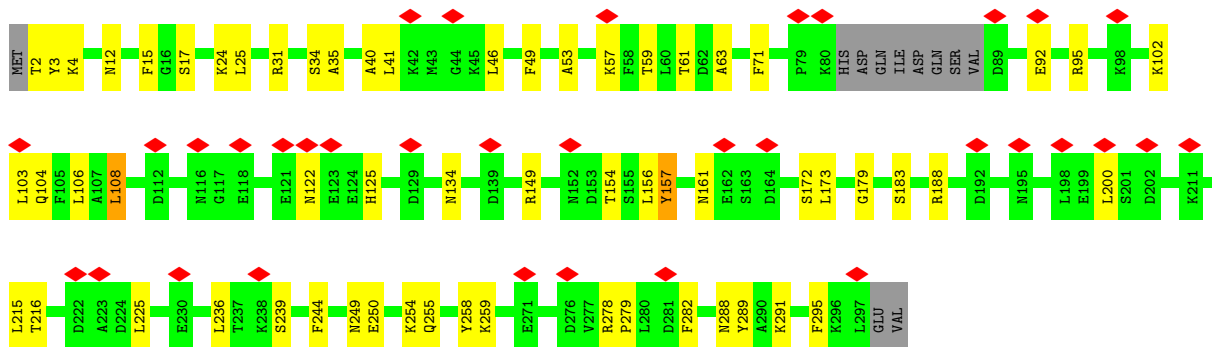 MET T2 Y3 K4 N12 F15 G16 S17 K24 L25 R31 S34 A35 A40 L41 K42 M43 G44 K45 L46 F49 A53 K57 F58 T59 L60 T61 D62 A63 F71 P79 K80 HIS ASP GLN ILE ASP GLN SER VAL D89 E92 R95 K98 K102
L103 Q104 F105 L106 A107 L108 D112 N116 G117 E118 E121 N122 E123 E124 H125 D129 N134 D139 R149 N152 D153 T154 S155 L156 Y157 N161 E162 S163 D164 S172 L173 G179 S183 R188 D192 N195 L198 E199 L200 S201 D202 K211
L215 T216 D222 A223 D224 L225 E230 L236 T237 K238 S239 F244 N249 E250 K254 Q255 Y258 K259 E271 D276 V277 R278 P279 L280 D281 F282 N288 Y289 A290 K291 F295 K296 L297 GLU VAL